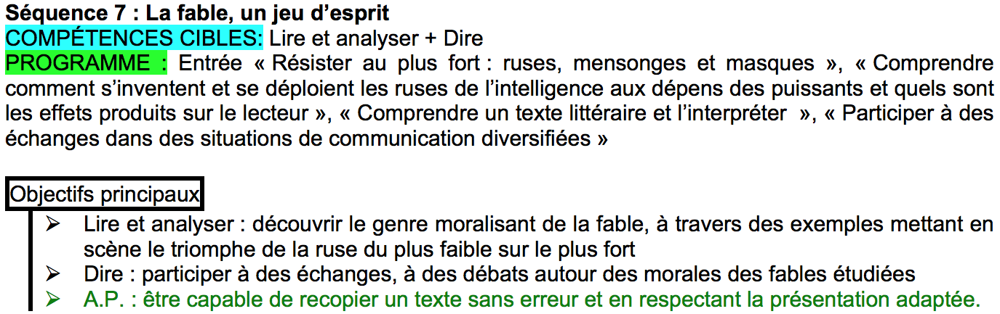 Séquence 7 : La fable, un jeu d’esprit
COMPÉTENCES CIBLES: Lire et analyser + Dire
PROGRAMME : Entrée « Résister au plus fort : ruses, mensonges et masques », « Comprendre
comment s’inventent et se déploient les ruses de l’intelligence aux dépens des puissants et quels sont
les effets produits sur le lecteur », « Comprendre un texte littéraire et l’interpréter  », « Participer à des
échanges dans des situations de communication diversifiées »
Objectifs principaux
➢ Lire et analyser : découvrir le genre moralisant de la fable, à travers des exemples mettant en
scène le triomphe de la ruse du plus faible sur le plus fort
➢ Dire : participer à des échanges, à des débats autour des morales des fables étudiées
➢ A.P. : être capable de recopier un texte sans erreur et en respectant la présentation adaptée.